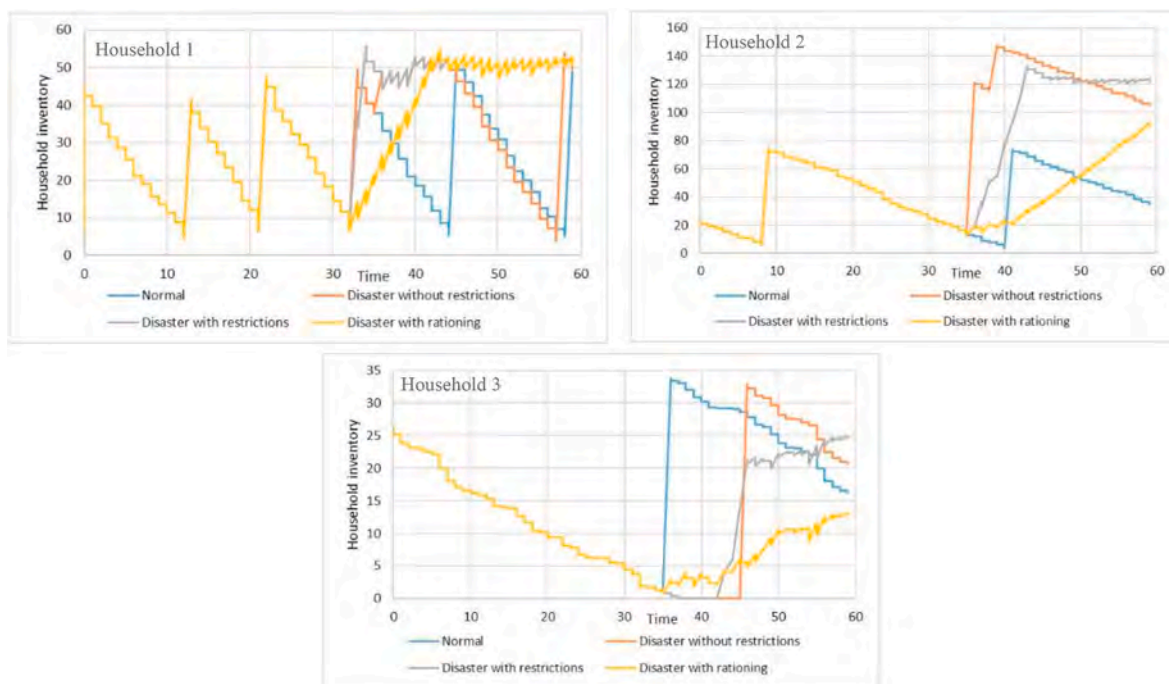 Household 1
Household inventory
60
50
40
30
20
10
0
0 10 20 30 40 50 60
Time
Normal
Disaster without restrictions
Disaster with restrictions
Disaster with rationing
Household 2
Household inventory
160
140
120
100
80
60
40
20
0
0 10 20 30 40 50 60
Time
Normal
Disaster without restrictions
Disaster with restrictions
Disaster with rationing
Household 3
Household inventory
35
30
25
20
15
10
5
0
0 10 20 30 40 50 60
Time
Normal
Disaster without restrictions
Disaster with restrictions
Disaster with rationing